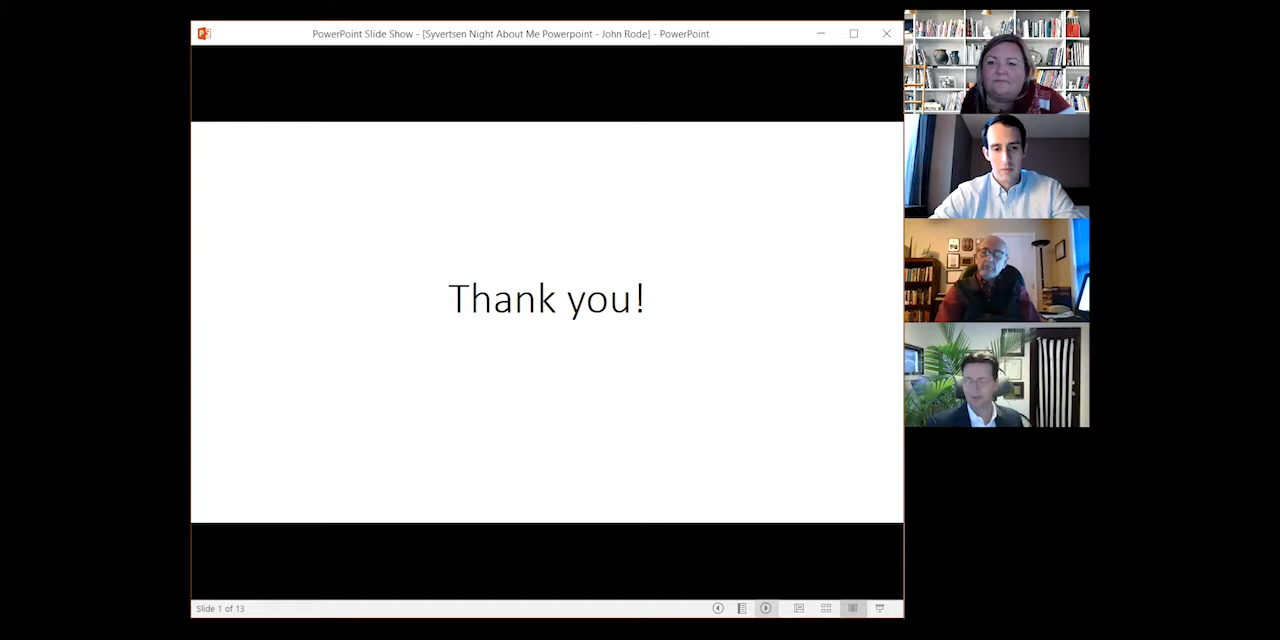 PowerPoint Slide Show - [Syvertsen Night About Me Powerpoint - John Rode] - PowerPoint
Thank you!
Slide 1 of 13